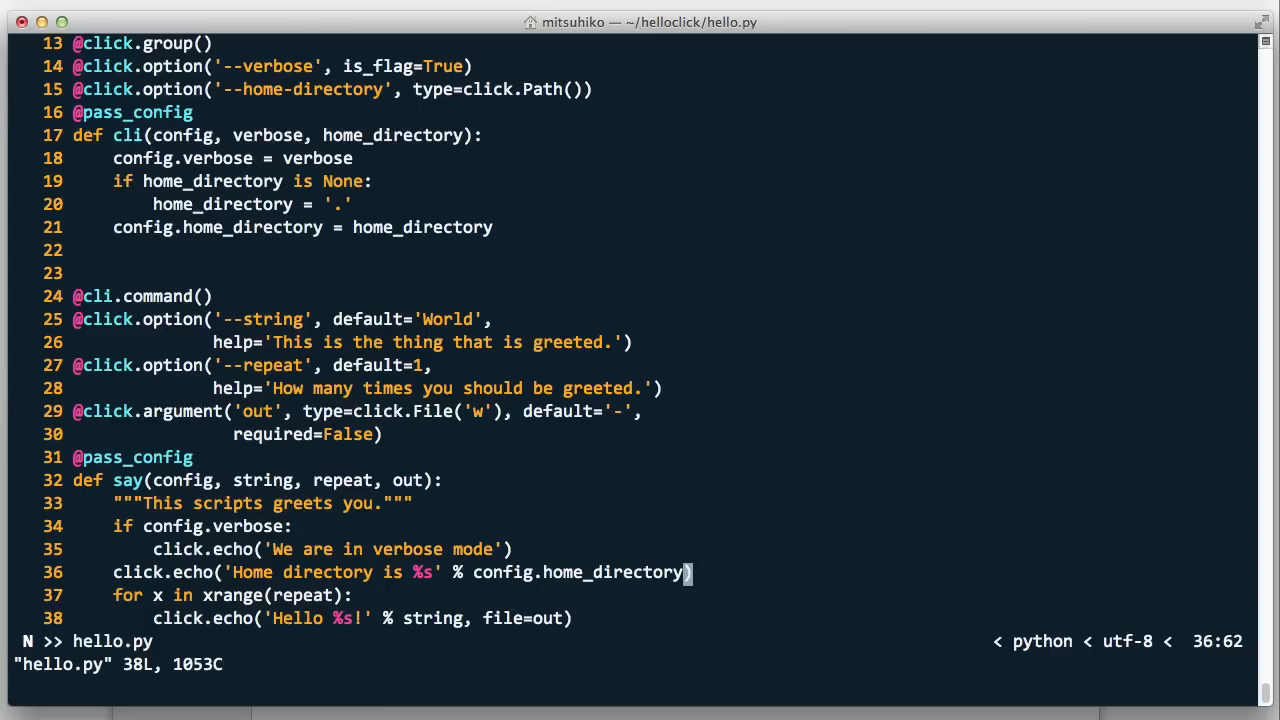 mitsuhiko — ~/helloclick/hello.py
13 @click.group()
14 @click.option('--verbose', is_flag=True)
15 @click.option('--home-directory', type=click.Path())
16 @pass_config
17 def cli(config, verbose, home_directory):
18     config.verbose = verbose
19     if home_directory is None:
20         home_directory = '.'
21     config.home_directory = home_directory
22
23
24 @cli.command()
25 @click.option('--string', default='World',
26               help='This is the thing that is greeted.')
27 @click.option('--repeat', default=1,
28               help='How many times you should be greeted.')
29 @click.argument('out', type=click.File('w'), default='-',
30                 required=False)
31 @pass_config
32 def say(config, string, repeat, out):
33     """This scripts greets you."""
34     if config.verbose:
35         click.echo('We are in verbose mode')
36     click.echo('Home directory is %s' % config.home_directory)
37     for x in xrange(repeat):
38         click.echo('Hello %s!' % string, file=out)
N >> hello.py < python < utf-8 < 36:62
"hello.py" 38L, 1053C